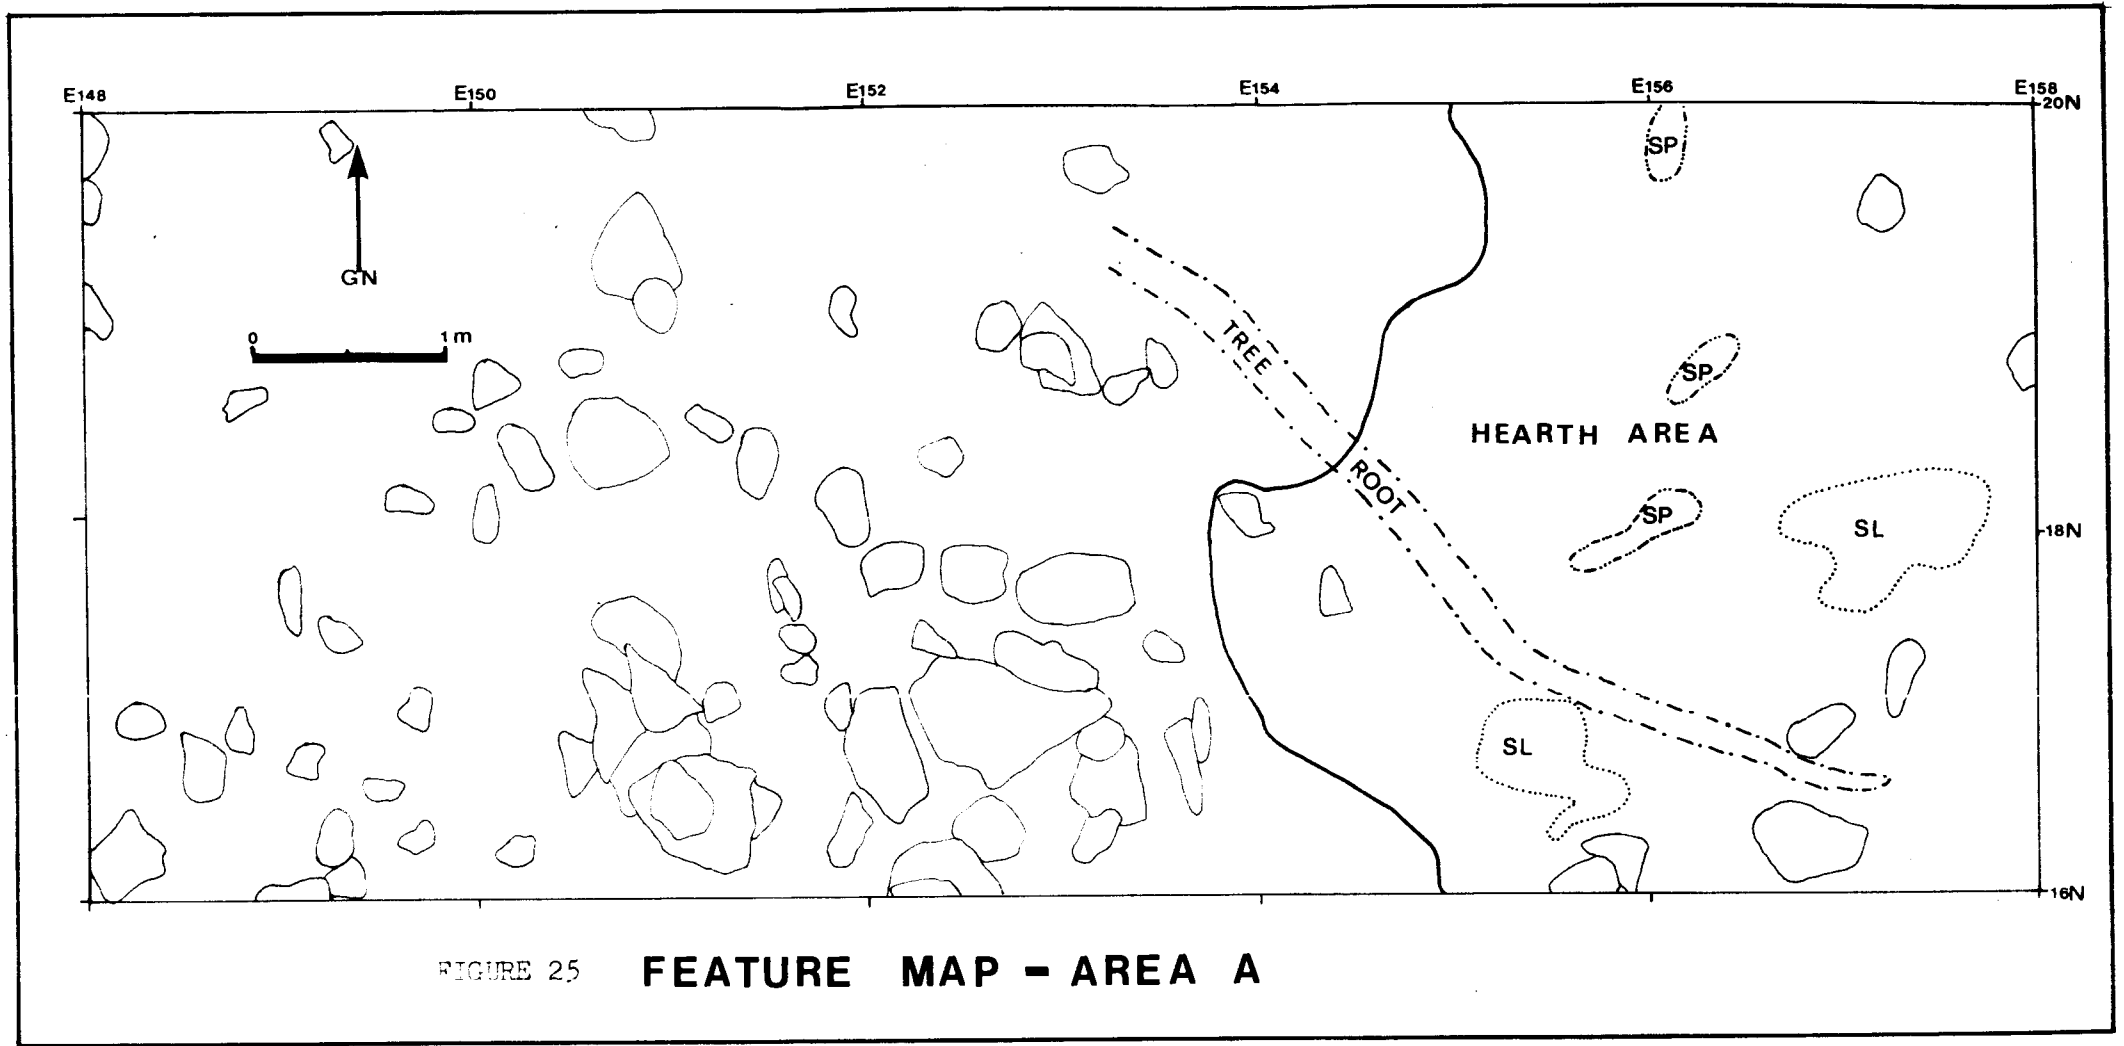 E148 E150 E152 E154 E156 E158
20N
SP
GN
0 1 m
TREE
SP
HEARTH AREA
ROOT
SP
SL
18N
SL
16N
FIGURE 25 FEATURE MAP - AREA A